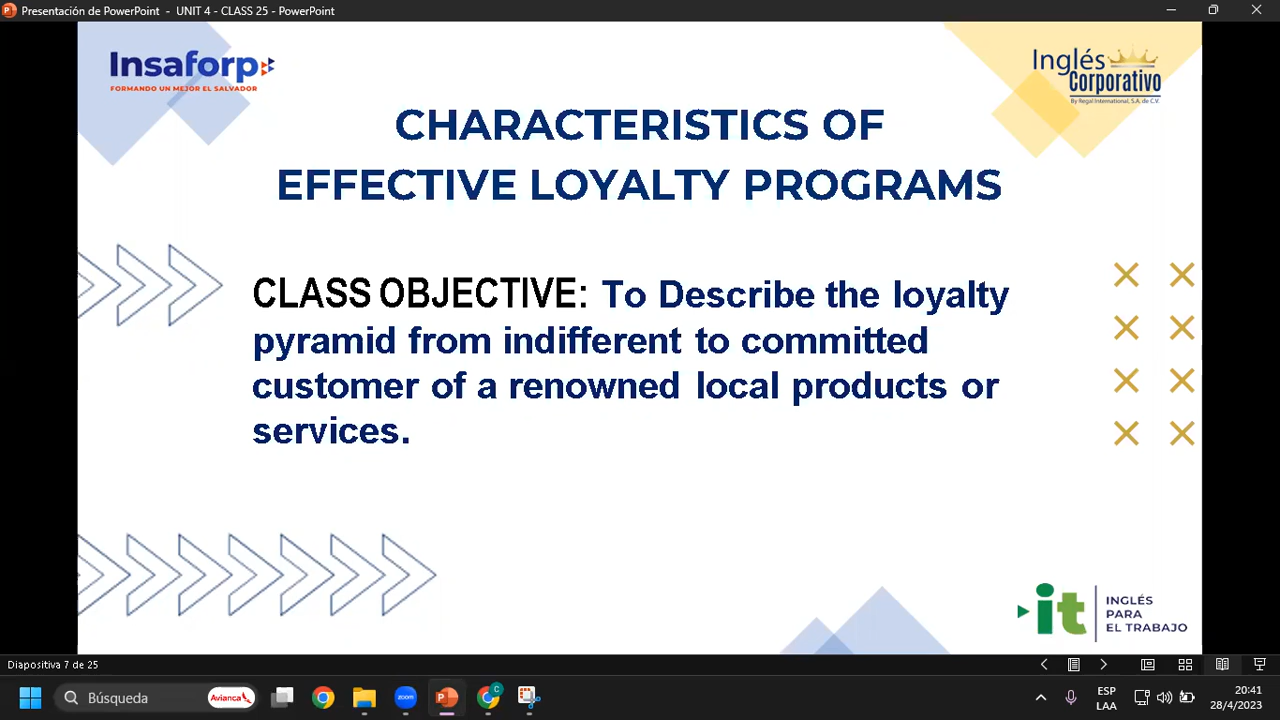 Presentación de PowerPoint - UNIT 4 - CLASS 25 - PowerPoint
Insaforp
FORMANDO UN MEJOR EL SALVADOR
Inglés
Corporativo
By Regal International, S.A. de C.V.
CHARACTERISTICS OF
EFFECTIVE LOYALTY PROGRAMS
CLASS OBJECTIVE: To Describe the loyalty
pyramid from indifferent to committed
customer of a renowned local products or
services.
it
INGLÉS
PARA
EL TRABAJO
Diapositiva 7 de 25
Búsqueda
Avianca
zoom
C
ESP
LAA
20:41
28/4/2023